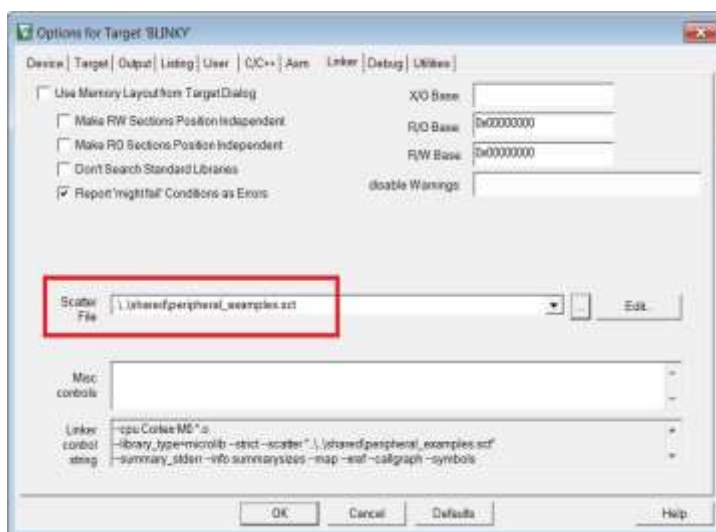 Options for Target 'BLINKY'
Device | Target | Output | Listing | User | C/C++ | Asm Linker | Debug | Utilities
Use Memory Layout from Target Dialog
X/O Base:
Make RW Sections Position Independent
R/O Base: 0x00000000
Make RO Sections Position Independent
R/W Base: 0x00000000
Don't Search Standard Libraries
disable Warnings:
Report 'might fail' Conditions as Errors
Scatter File
..\..\shared\peripheral_examples.sct
... Edit...
Misc controls
Linker control string
--cpu Cortex-M0 *.o
--library_type=microlib --strict --scatter "..\..\shared\peripheral_examples.sct"
--summary_stderr --info summarysizes --map --xref --callgraph --symbols
OK Cancel Defaults Help